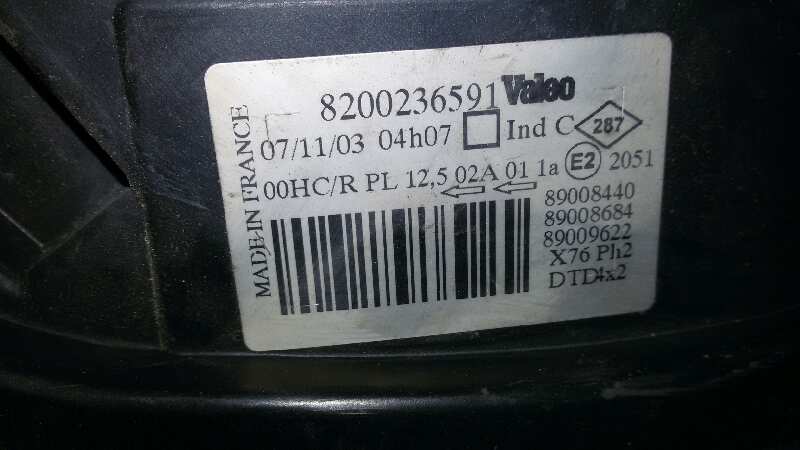 8200236591 Valeo
07/11/03 04h07 Ind C 287
00HC/R PL 12,5 02A 01 1a E2 2051
MADE IN FRANCE
89008440
89008684
89009622
X76 Ph2
DTD4x2